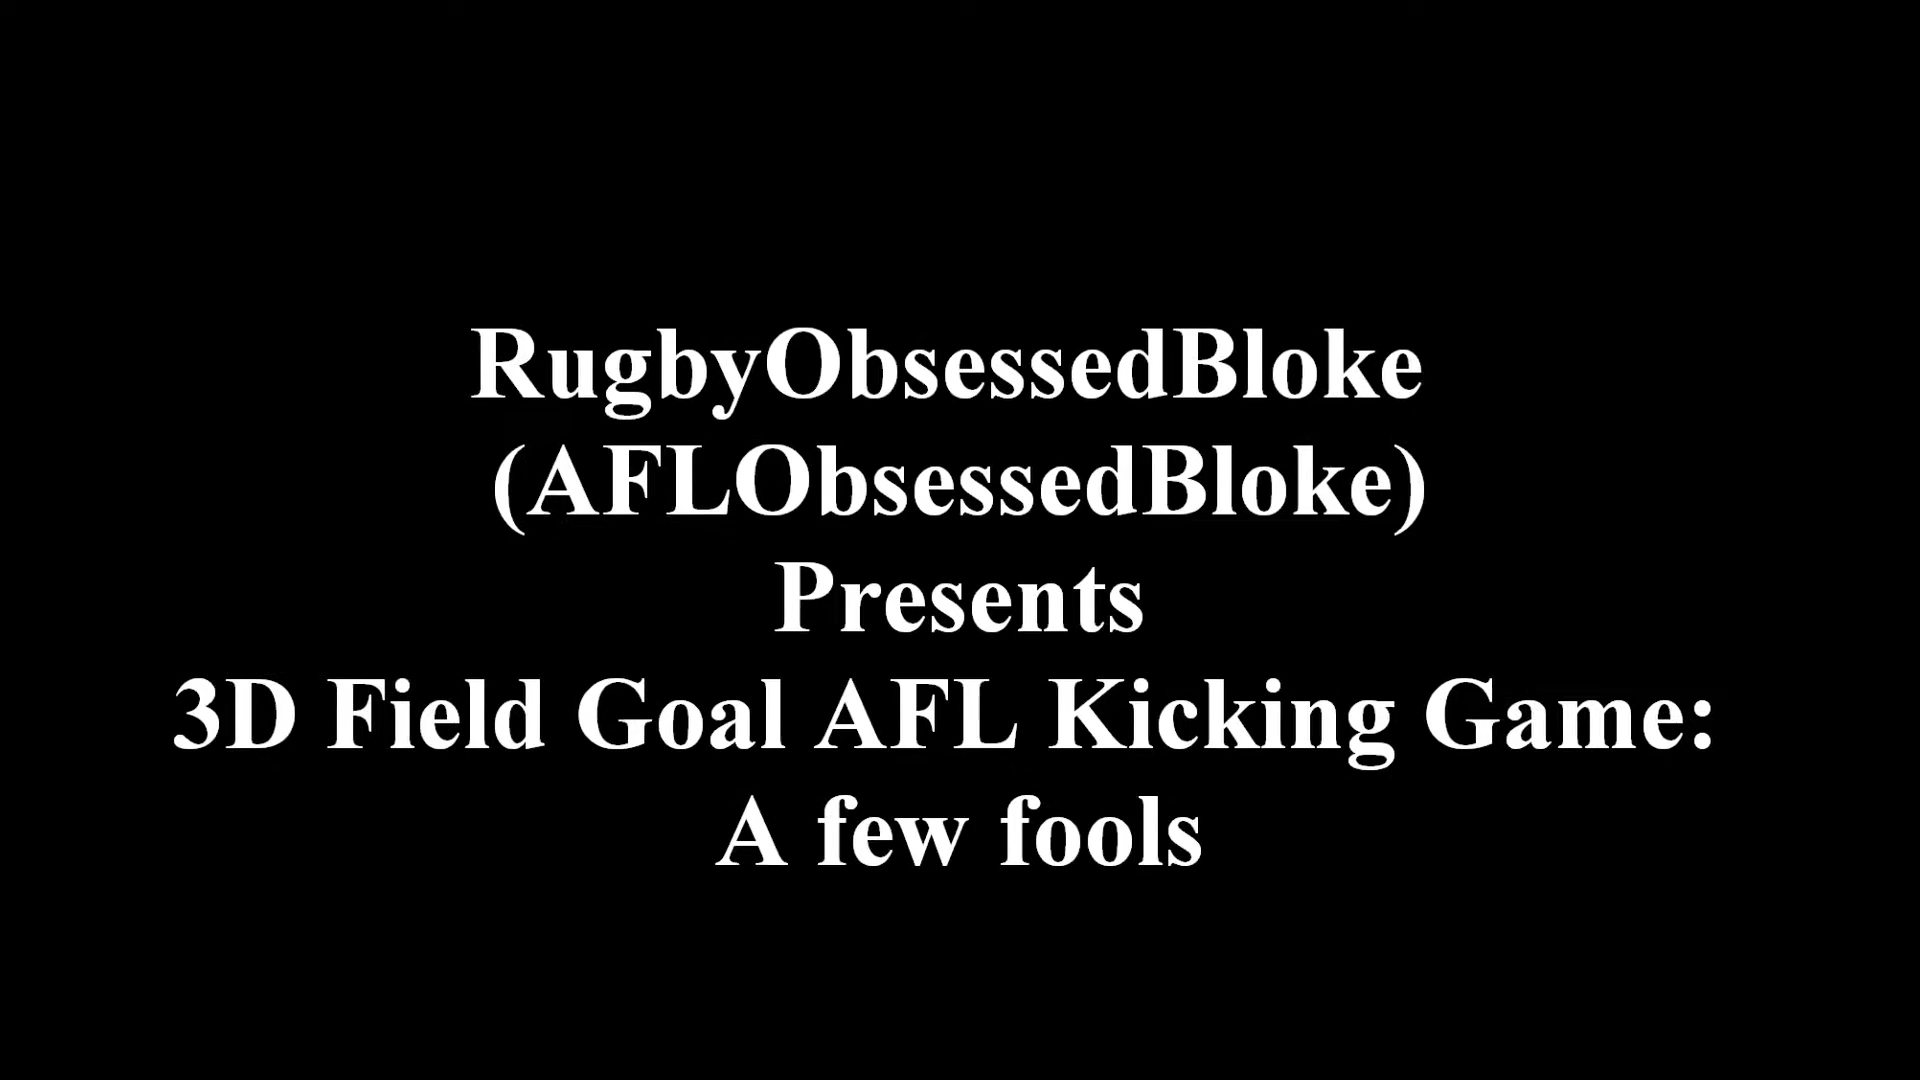 RugbyObsessedBloke
(AFLObsessedBloke)
Presents
3D Field Goal AFL Kicking Game:
A few fools